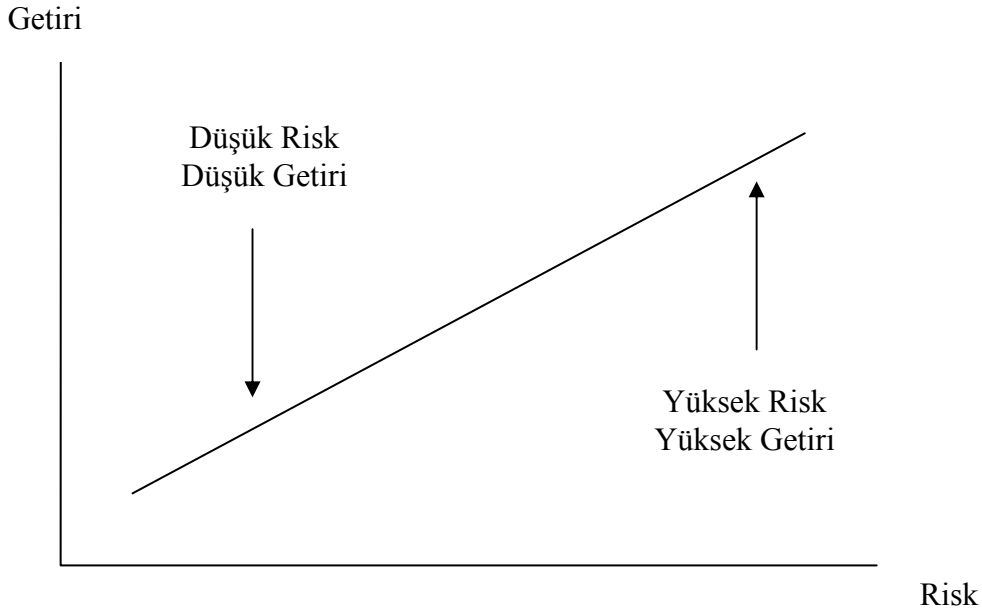 Getiri
Düşük Risk
Düşük Getiri
Yüksek Risk
Yüksek Getiri
Risk